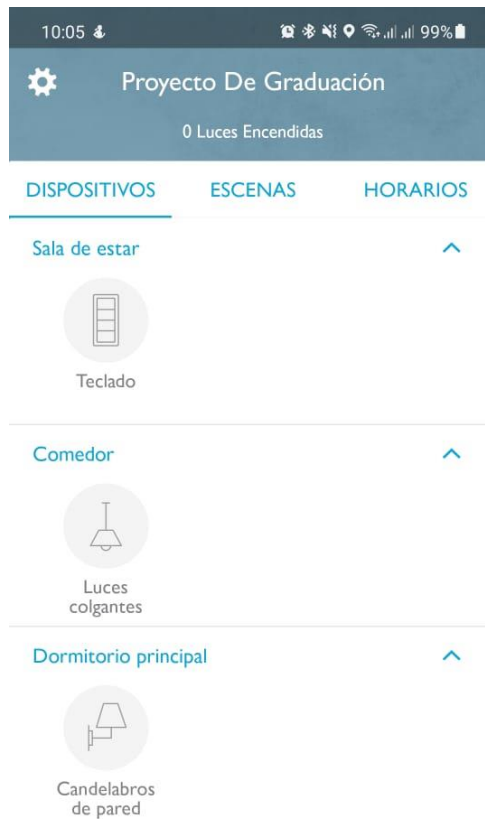 10:05 99%
Proyecto De Graduación
0 Luces Encendidas
DISPOSITIVOS ESCENAS HORARIOS
Sala de estar
Teclado
Comedor
Luces
colgantes
Dormitorio principal
Candelabros
de pared